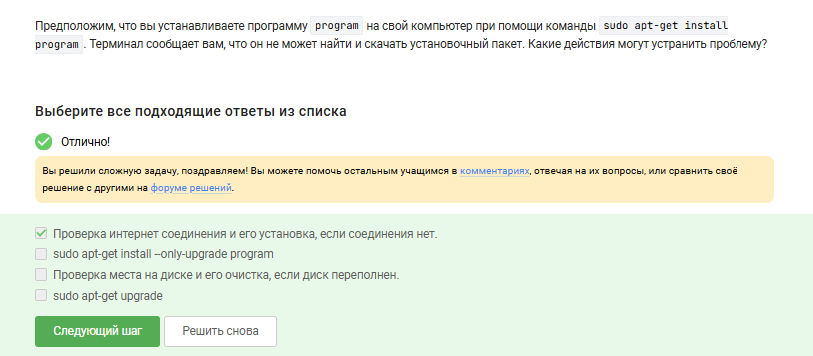 Предположим, что вы устанавливаете программу program на свой компьютер при помощи команды sudo apt-get install
program. Терминал сообщает вам, что он не может найти и скачать установочный пакет. Какие действия могут устранить проблему?
Выберите все подходящие ответы из списка
Отлично!
Вы решили сложную задачу, поздравляем! Вы можете помочь остальным учащимся в комментариях, отвечая на их вопросы, или сравнить своё
решение с другими на форуме решений.
Проверка интернет соединения и его установка, если соединения нет.
sudo apt-get install –only-upgrade program
Проверка места на диске и его очистка, если диск переполнен.
sudo apt-get upgrade
Следующий шаг Решить снова